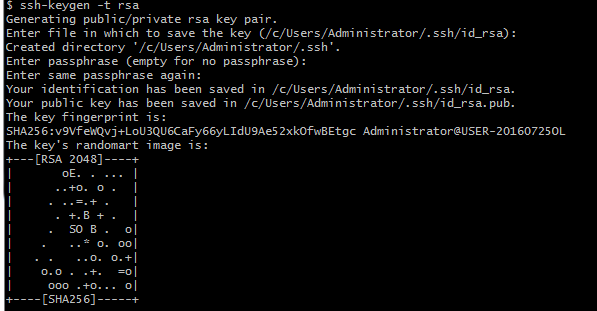 $ ssh-keygen -t rsa
Generating public/private rsa key pair.
Enter file in which to save the key (/c/Users/Administrator/.ssh/id_rsa):
Created directory '/c/Users/Administrator/.ssh'.
Enter passphrase (empty for no passphrase):
Enter same passphrase again:
Your identification has been saved in /c/Users/Administrator/.ssh/id_rsa.
Your public key has been saved in /c/Users/Administrator/.ssh/id_rsa.pub.
The key fingerprint is:
SHA256:v9VfeWQvj+LoU3QU6CaFy66yLIdU9Ae52xkOfwBEtgc Administrator@USER-20160725OL
The key's randomart image is:
+---[RSA 2048]----+
|       oE. . ... |
|      ..+o. o .  |
|     . ..=.+ .   |
|      . +.B + .  |
|     .  SO B .  o|
|    .   ..* o. oo|
|   . .   ..o. o.+|
|    o.o . .+.  =o|
|     ooo .+o... o|
+----[SHA256]-----+